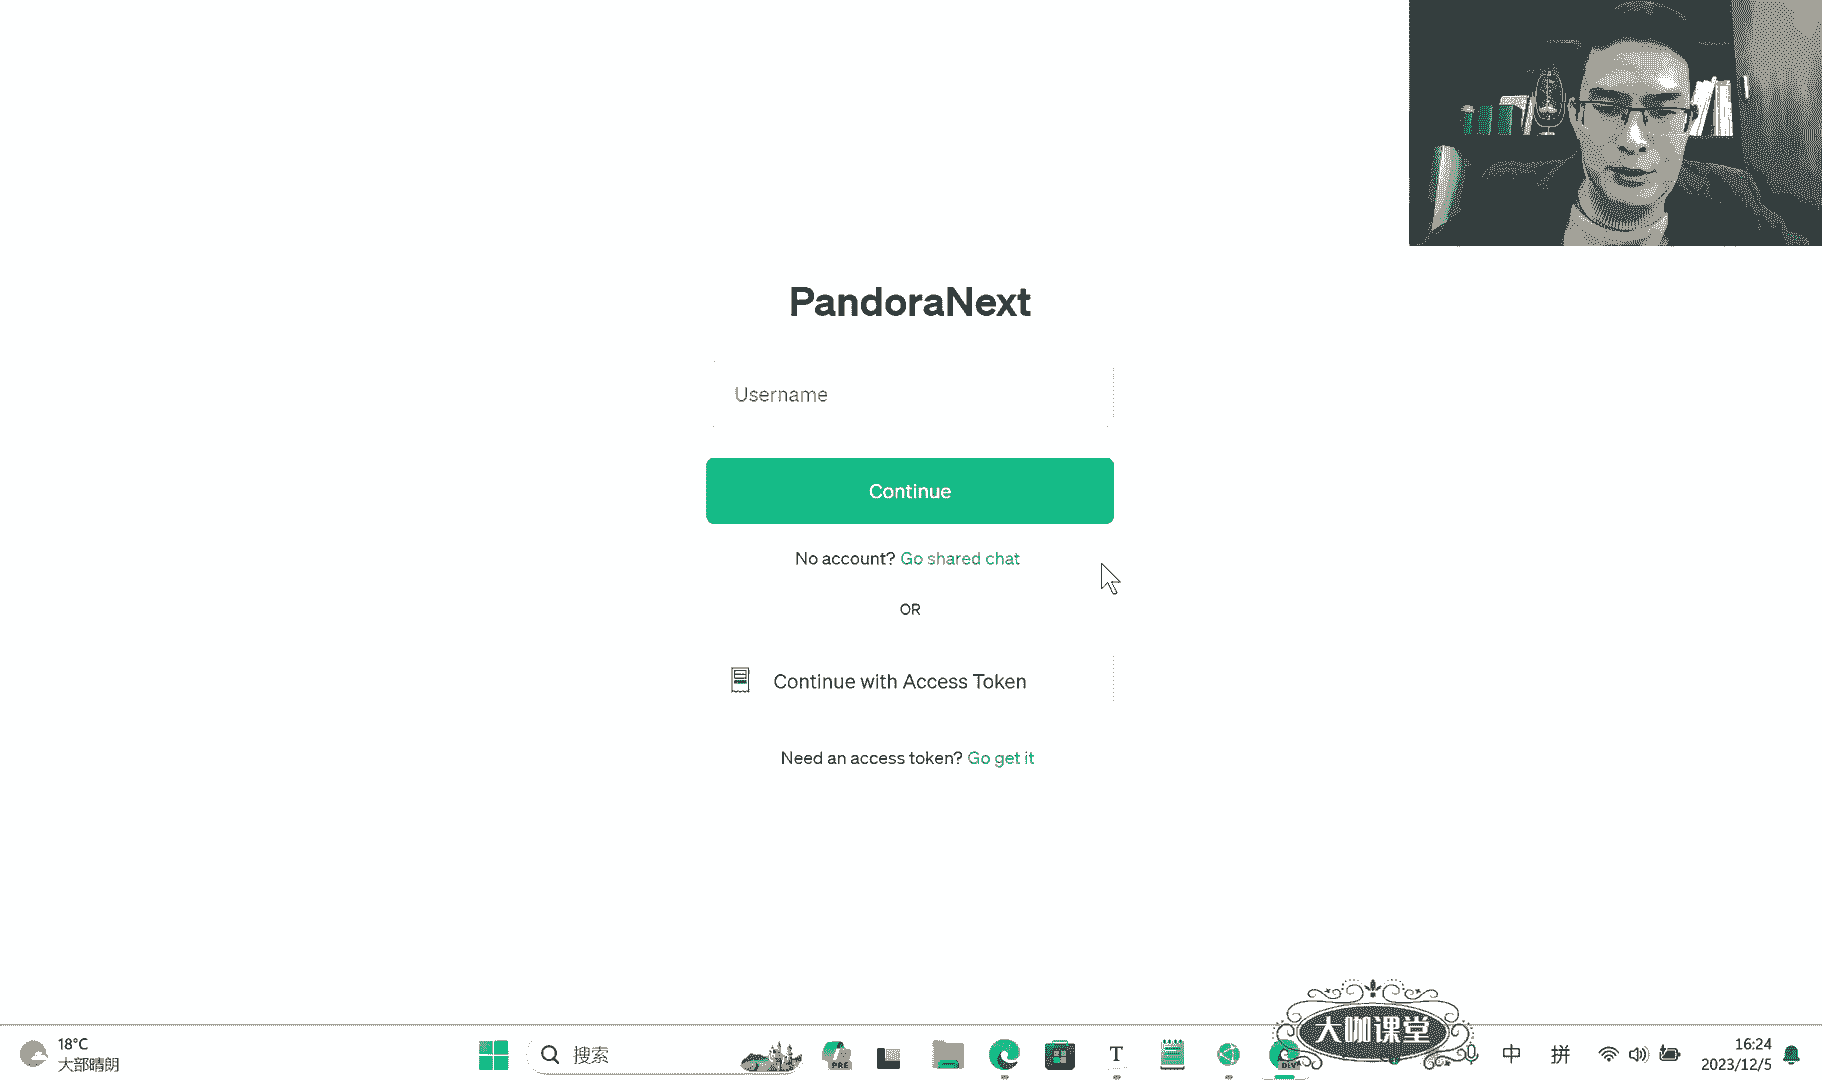 PandoraNext
Username
Continue
No account? Go shared chat
OR
Continue with Access Token
Need an access token? Go get it
18°C
大部晴朗
搜索
PRE
T
DEV
大咖课堂
中
拼
16:24
2023/12/5